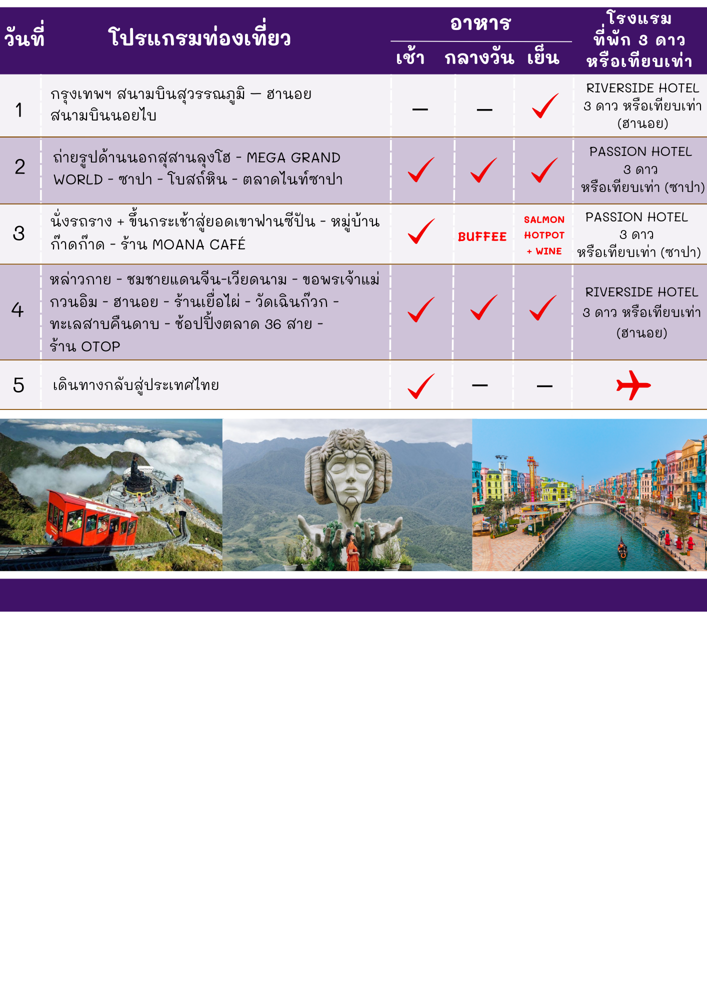 วันที่
โปรแกรมท่องเที่ยว
อาหาร
เช้า กลางวัน เย็น
โรงแรม
ที่พัก 3 ดาว
หรือเทียบเท่า
1
กรุงเทพฯ สนามบินสุวรรณภูมิ – ฮานอย
สนามบินนอยไบ
– – ✓
RIVERSIDE HOTEL
3 ดาว หรือเทียบเท่า
(ฮานอย)
2
ถ่ายรูปด้านนอกสุสานลุงโฮ - MEGA GRAND
WORLD - ซาปา - โบสถ์หิน - ตลาดไนท์ซาปา
✓ ✓ ✓
PASSION HOTEL
3 ดาว
หรือเทียบเท่า (ซาปา)
3
นั่งรถราง + ขึ้นกระเช้าสู่ยอดเขาฟานซีปัน - หมู่บ้าน
ก๊าดก๊าด - ร้าน MOANA CAFÉ
✓
BUFFEE
SALMON
HOTPOT
+ WINE
PASSION HOTEL
3 ดาว
หรือเทียบเท่า (ซาปา)
4
หล่าวกาย - ชมชายแดนจีน-เวียดนาม - ขอพรเจ้าแม่
กวนอิม - ฮานอย - ร้านเยื่อไผ่ - วัดเฉินก๊วก -
ทะเลสาบคืนดาบ - ช้อปปิ้งตลาด 36 สาย -
ร้าน OTOP
✓ ✓ ✓
RIVERSIDE HOTEL
3 ดาว หรือเทียบเท่า
(ฮานอย)
5
เดินทางกลับสู่ประเทศไทย
✓ – –